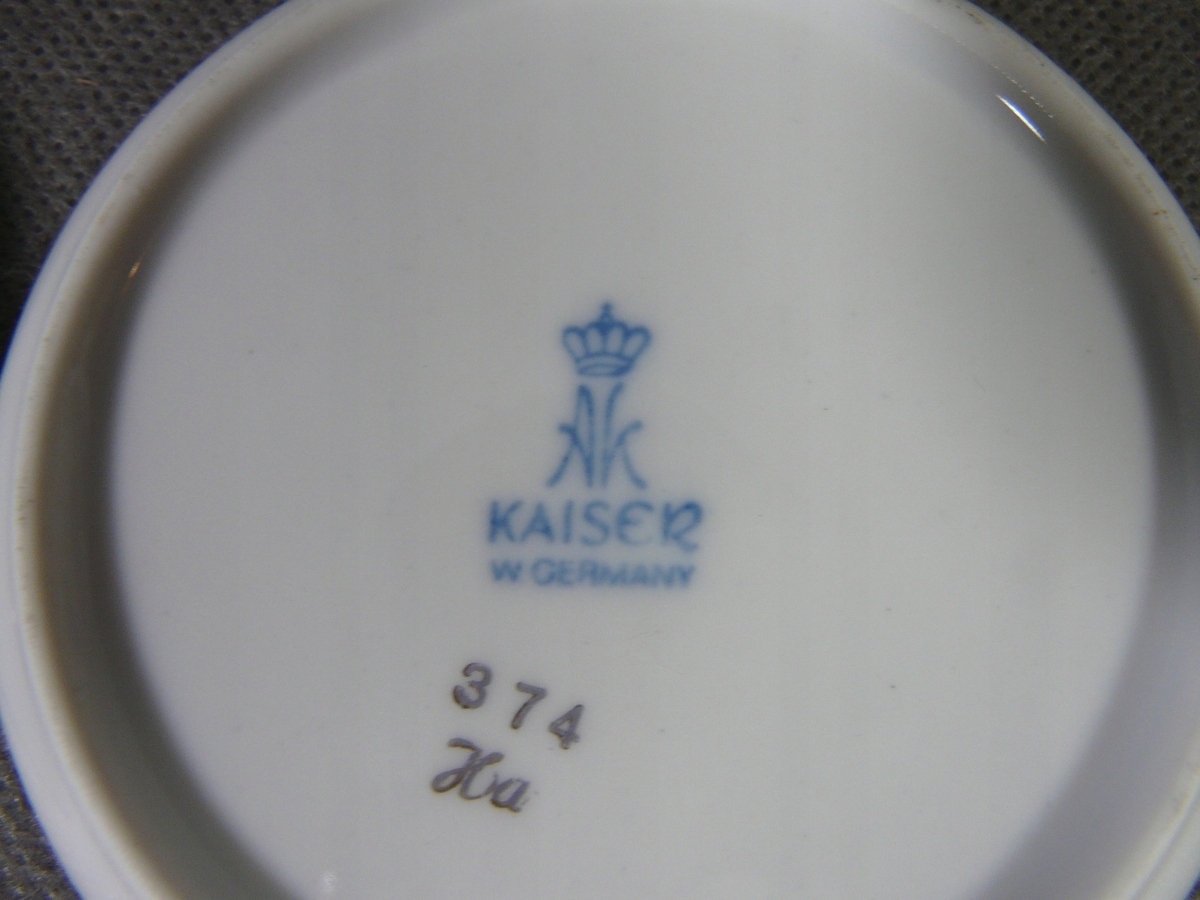 AK
KAISER
W. GERMANY
374
Ha